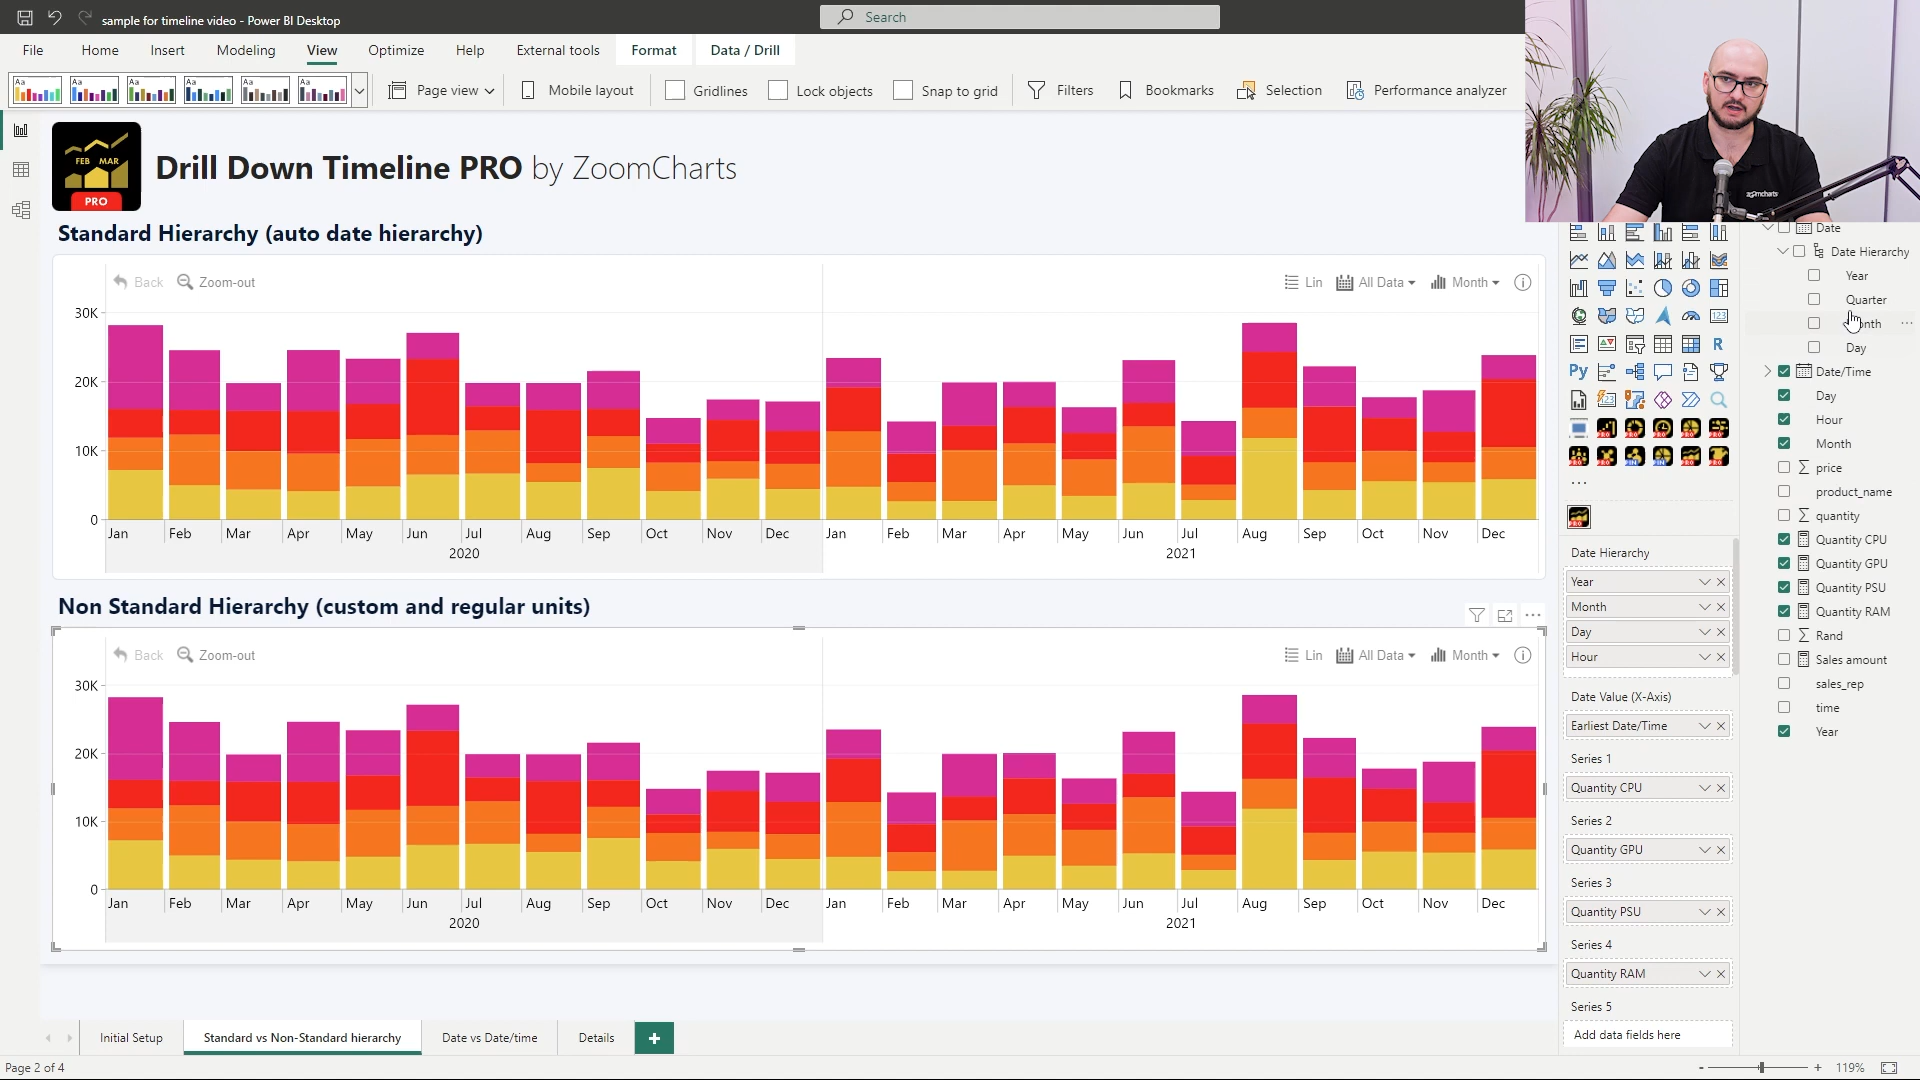 sample for timeline video - Power BI Desktop
Search
File Home Insert Modeling View Optimize Help External tools Format Data / Drill
Aa Aa Aa Aa Aa Aa
Page view Mobile layout Gridlines Lock objects Snap to grid Filters Bookmarks Selection Performance analyzer
FEB MAR
PRO
Drill Down Timeline PRO by ZoomCharts
zoomcharts
Standard Hierarchy (auto date hierarchy)
Back Zoom-out Lin All Data Month
30K
20K
10K
0
Jan Feb Mar Apr May Jun Jul Aug Sep Oct Nov Dec Jan Feb Mar Apr May Jun Jul Aug Sep Oct Nov Dec
2020 2021
Non Standard Hierarchy (custom and regular units)
Back Zoom-out Lin All Data Month
30K
20K
10K
0
Jan Feb Mar Apr May Jun Jul Aug Sep Oct Nov Dec Jan Feb Mar Apr May Jun Jul Aug Sep Oct Nov Dec
2020 2021
123
R
Py
Date Hierarchy
Year
Month
Day
Hour
Date Value (X-Axis)
Earliest Date/Time
Series 1
Quantity CPU
Series 2
Quantity GPU
Series 3
Quantity PSU
Series 4
Quantity RAM
Series 5
Add data fields here
Date
Date Hierarchy
Year
Quarter
Day
Date/Time
Day
Hour
Month
price
product_name
quantity
Quantity CPU
Quantity GPU
Quantity PSU
Quantity RAM
Rand
Sales amount
sales_rep
time
Year
Initial Setup Standard vs Non-Standard hierarchy Date vs Date/time Details +
Page 2 of 4
- + 119%